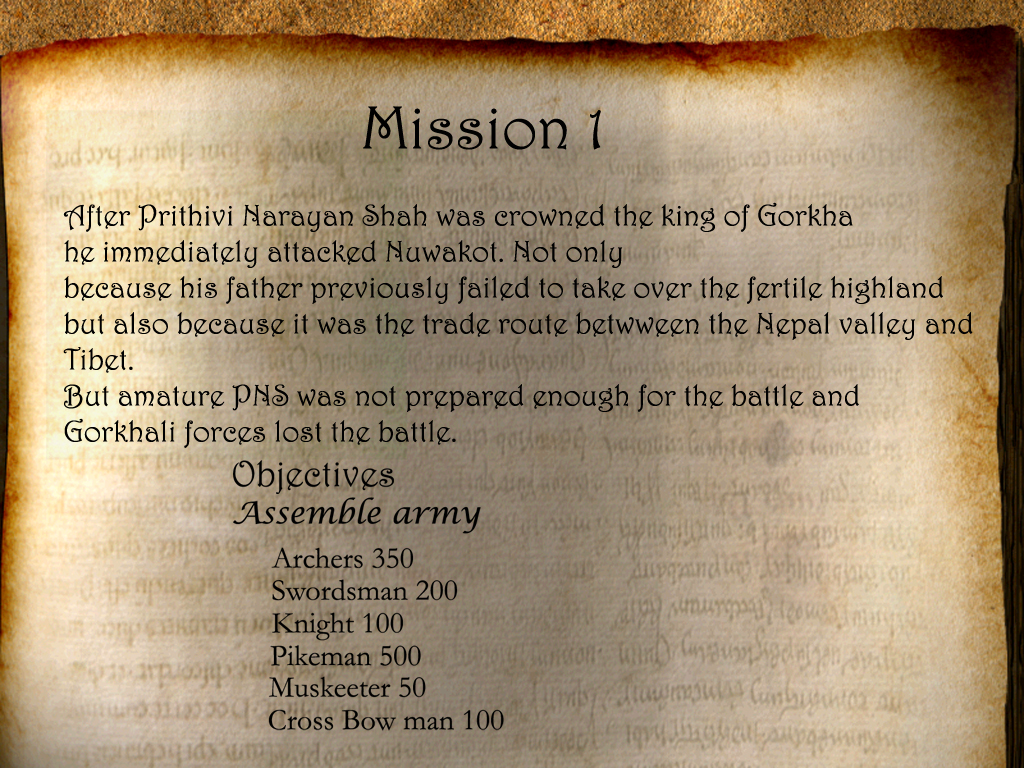 Mission 1
After Prithivi Narayan Shah was crowned the king of Gorkha
he immediately attacked Nuwakot. Not only
because his father previously failed to take over the fertile highland
but also because it was the trade route betwween the Nepal valley and
Tibet.
But amature PNS was not prepared enough for the battle and
Gorkhali forces lost the battle.
Objectives
Assemble army
Archers 350
Swordsman 200
Knight 100
Pikeman 500
Muskeeter 50
Cross Bow man 100